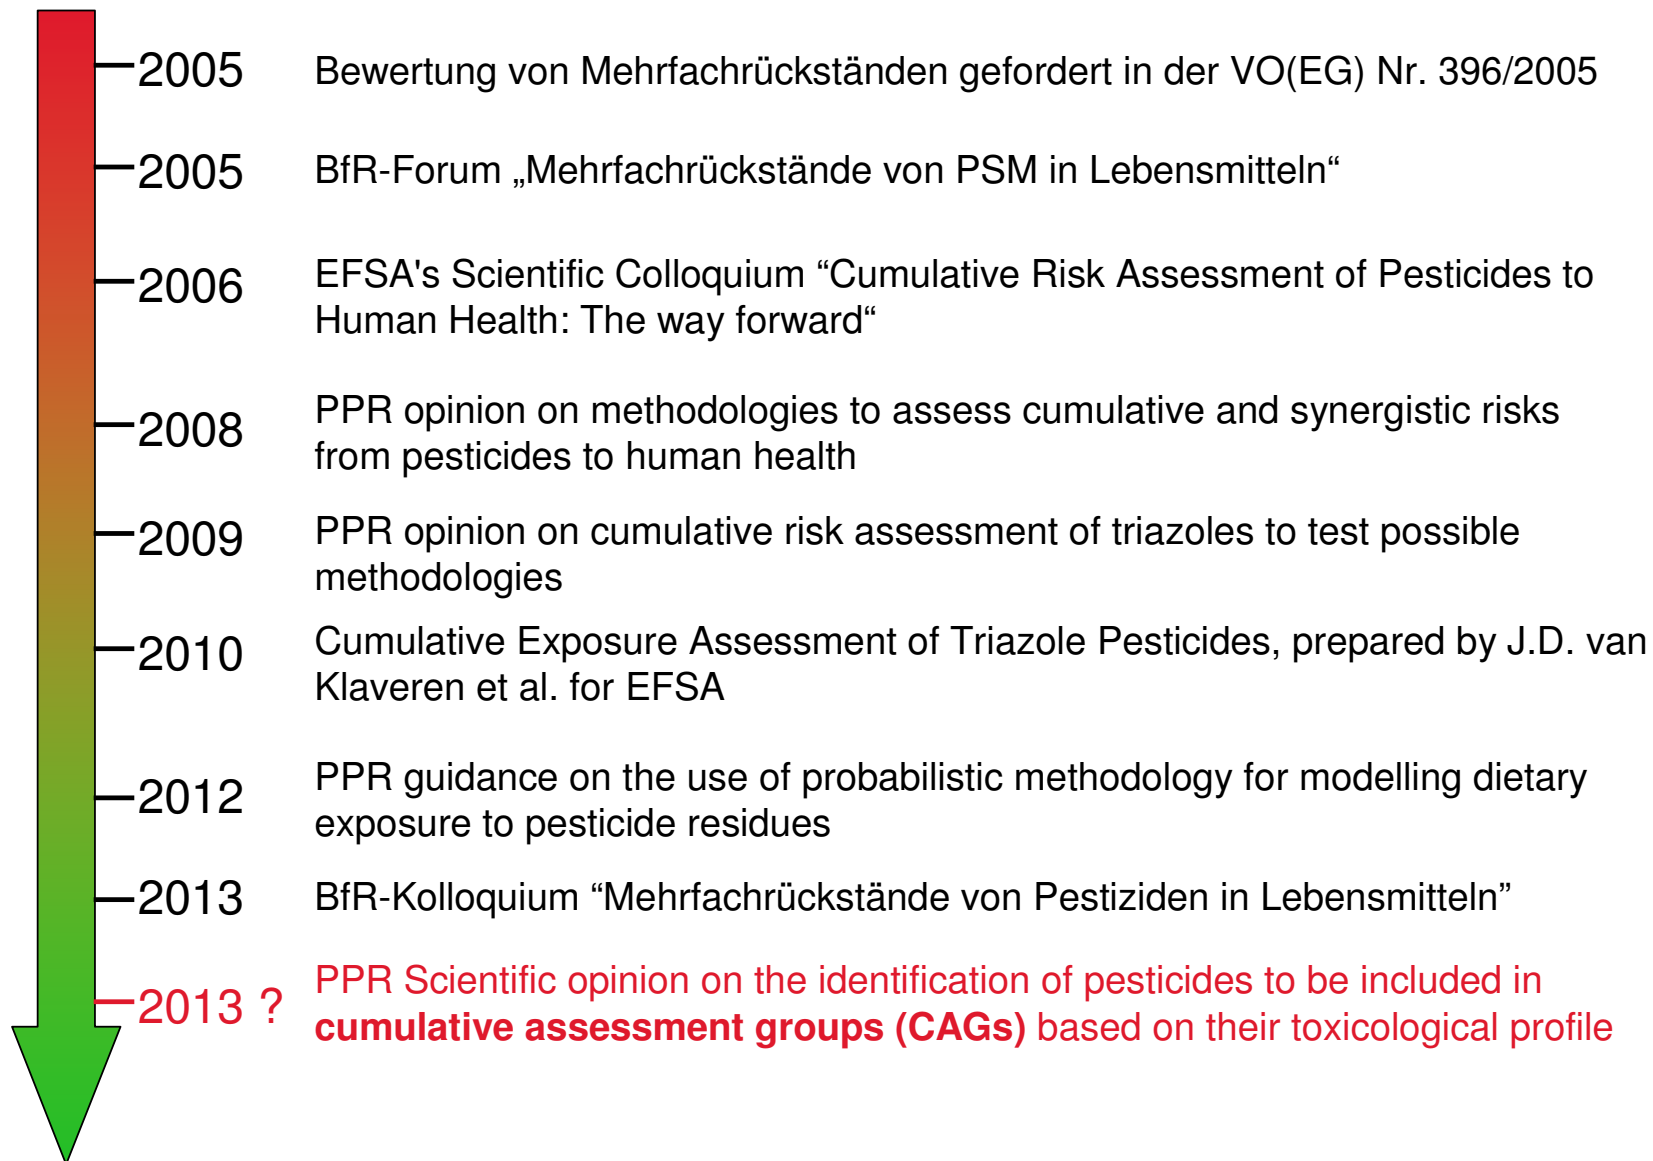 2005 Bewertung von Mehrfachrückständen gefordert in der VO(EG) Nr. 396/2005
2005 BfR-Forum „Mehrfachrückstände von PSM in Lebensmitteln“
2006 EFSA's Scientific Colloquium “Cumulative Risk Assessment of Pesticides to
Human Health: The way forward“
2008 PPR opinion on methodologies to assess cumulative and synergistic risks
from pesticides to human health
2009 PPR opinion on cumulative risk assessment of triazoles to test possible
methodologies
2010 Cumulative Exposure Assessment of Triazole Pesticides, prepared by J.D. van
Klaveren et al. for EFSA
2012 PPR guidance on the use of probabilistic methodology for modelling dietary
exposure to pesticide residues
2013 BfR-Kolloquium “Mehrfachrückstände von Pestiziden in Lebensmitteln”
2013 ? PPR Scientific opinion on the identification of pesticides to be included in
cumulative assessment groups (CAGs) based on their toxicological profile